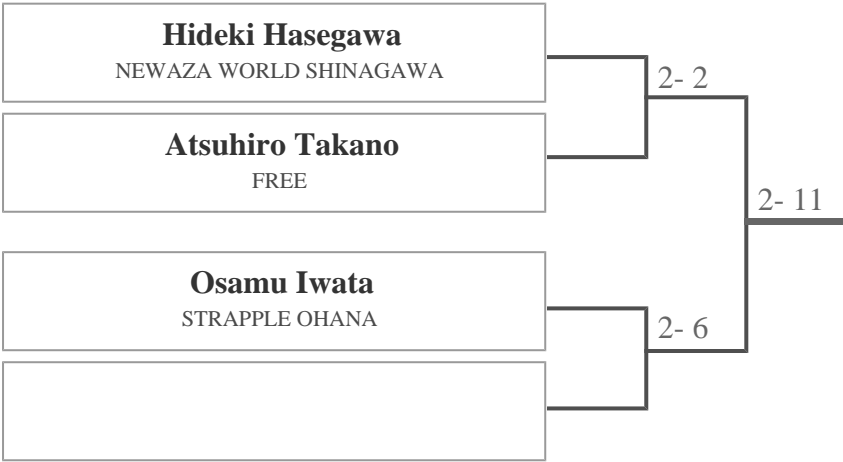 Hideki Hasegawa
NEWAZA WORLD SHINAGAWA
2- 2
Atsuhiro Takano
FREE
2- 11
Osamu Iwata
STRAPPLE OHANA
2- 6